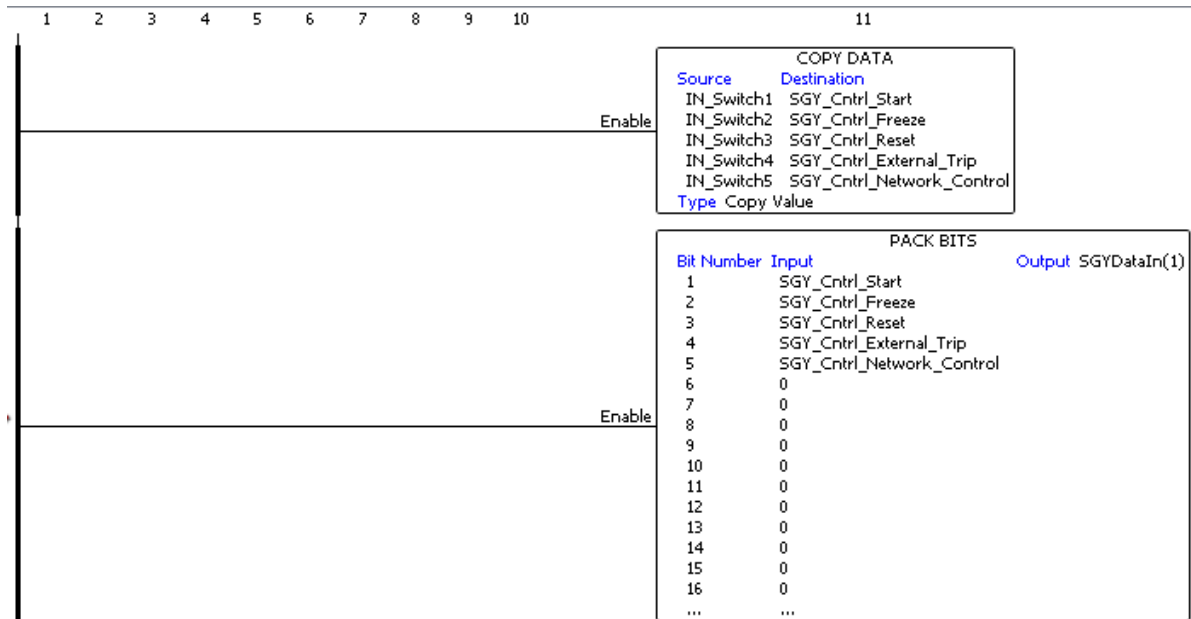 1 2 3 4 5 6 7 8 9 10 11
COPY DATA
Source Destination
IN_Switch1 SGY_Cntrl_Start
Enable IN_Switch2 SGY_Cntrl_Freeze
IN_Switch3 SGY_Cntrl_Reset
IN_Switch4 SGY_Cntrl_External_Trip
IN_Switch5 SGY_Cntrl_Network_Control
Type Copy Value
PACK BITS
Bit Number Input Output SGYDataIn(1)
1 SGY_Cntrl_Start
2 SGY_Cntrl_Freeze
3 SGY_Cntrl_Reset
4 SGY_Cntrl_External_Trip
5 SGY_Cntrl_Network_Control
6 0
7 0
Enable 8 0
9 0
10 0
11 0
12 0
13 0
14 0
15 0
16 0
... ...